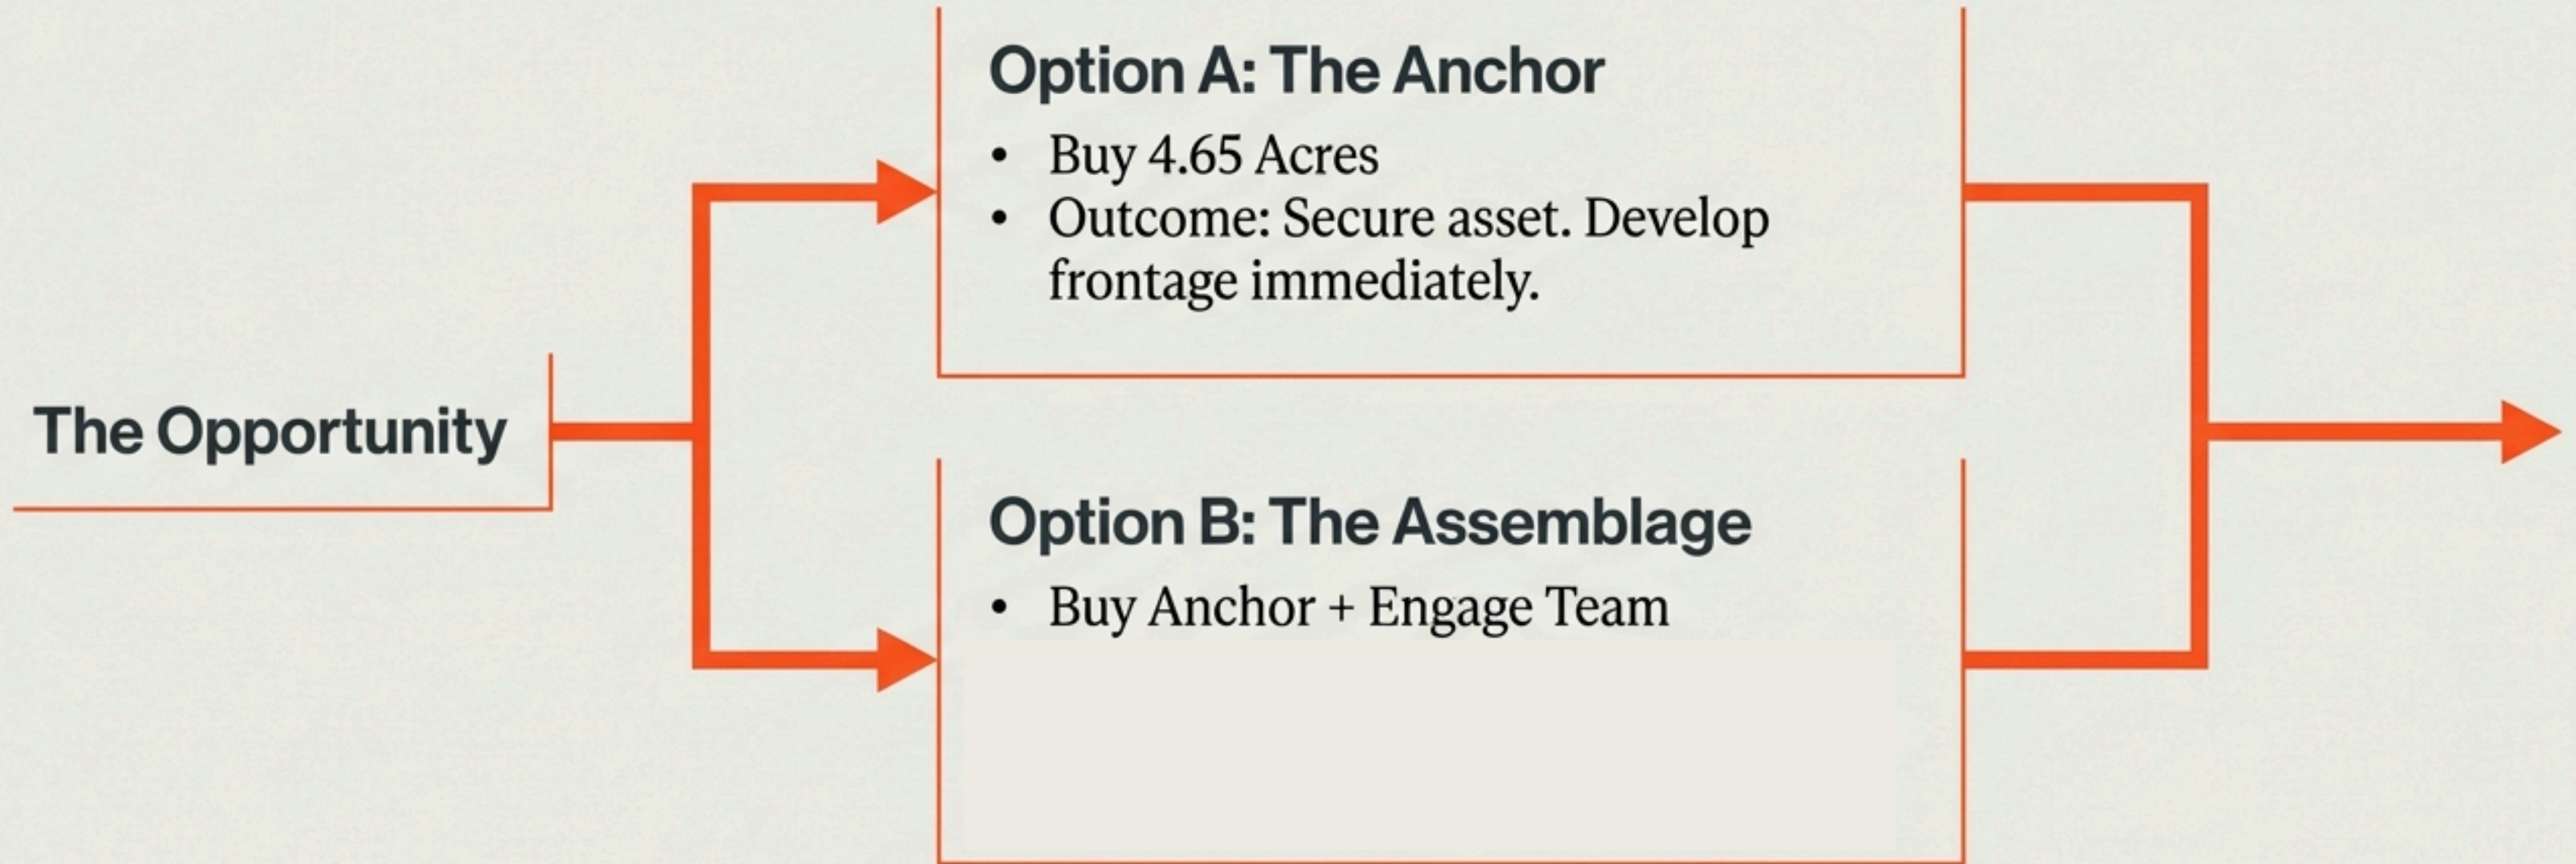 Option A: The Anchor
• Buy 4.65 Acres
• Outcome: Secure asset. Develop
frontage immediately.
The Opportunity
Option B: The Assemblage
• Buy Anchor + Engage Team